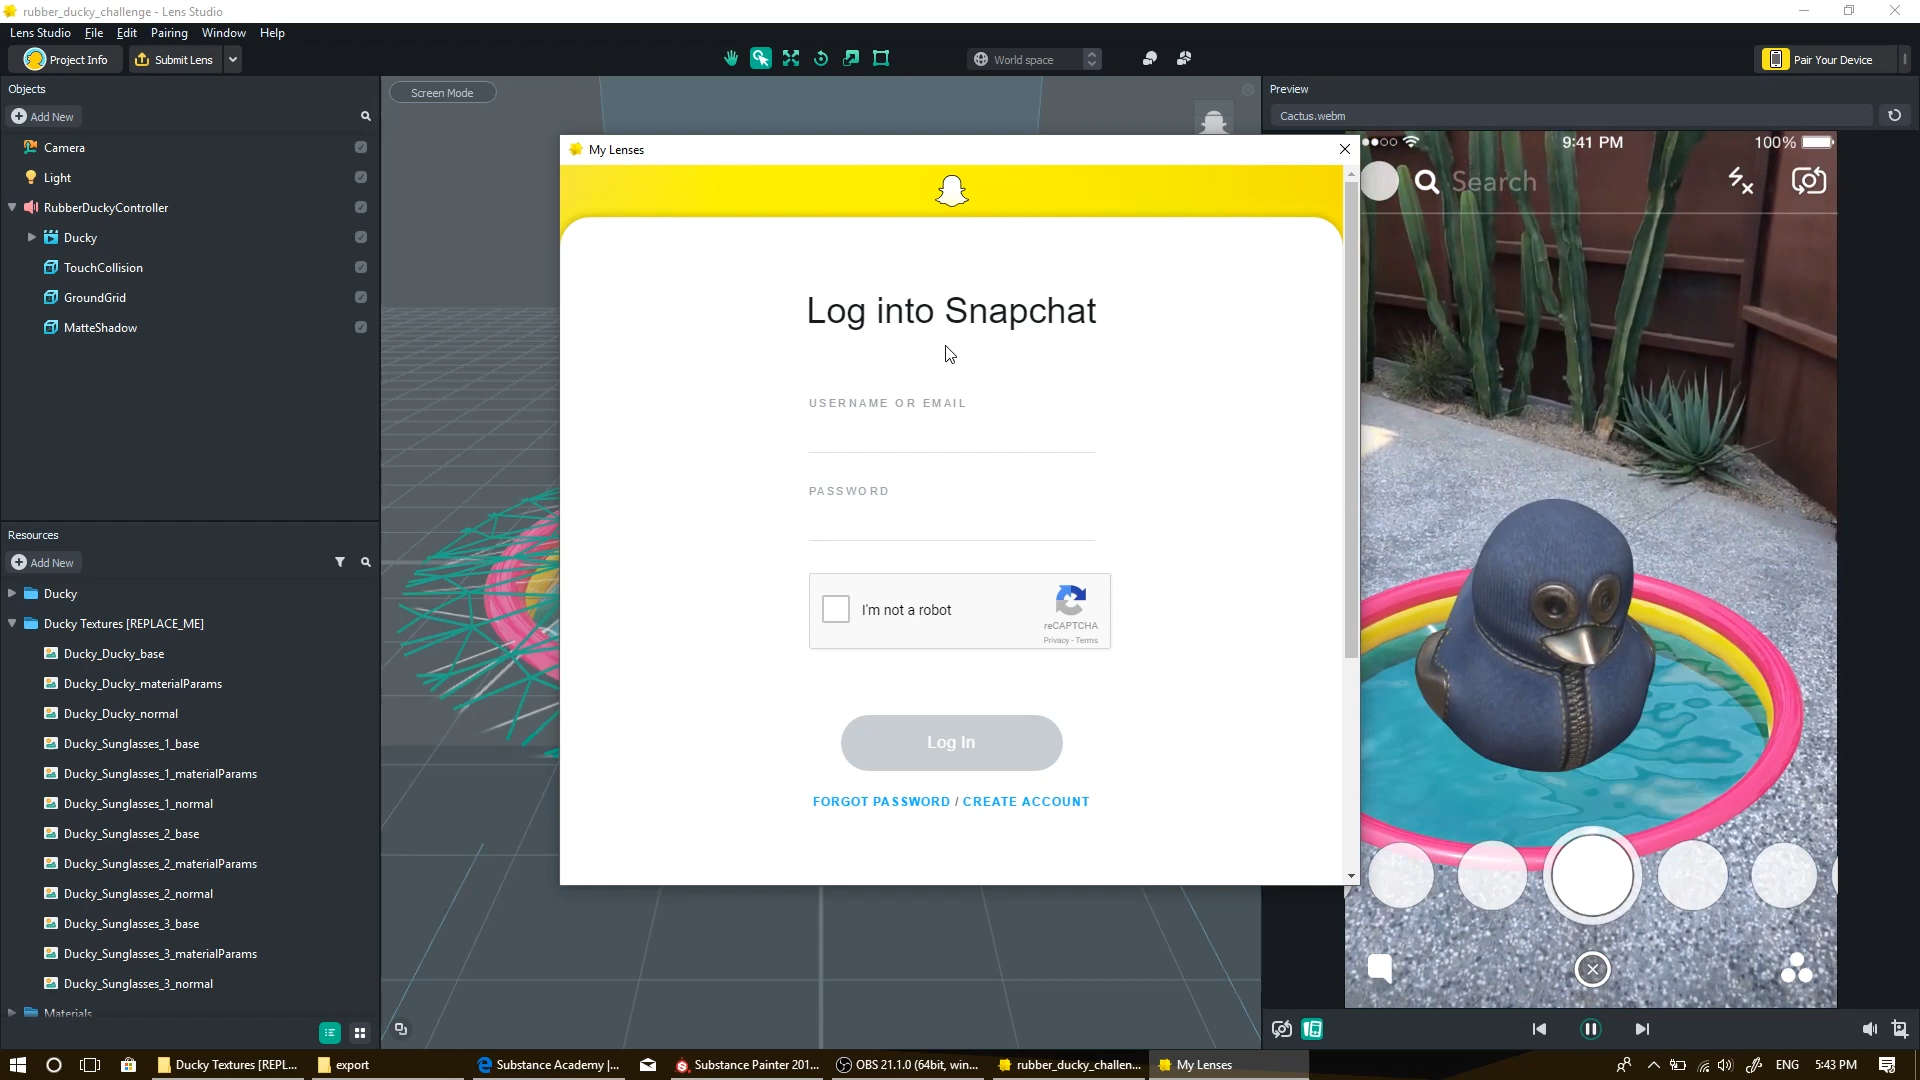 rubber_ducky_challenge - Lens Studio
Lens Studio File Edit Pairing Window Help
Project Info
Submit Lens
World space
Pair Your Device
Objects
Add New
Camera
Light
RubberDuckyController
Ducky
TouchCollision
GroundGrid
MatteShadow
Resources
Add New
Ducky
Ducky Textures [REPLACE_ME]
Ducky_Ducky_base
Ducky_Ducky_materialParams
Ducky_Ducky_normal
Ducky_Sunglasses_1_base
Ducky_Sunglasses_1_materialParams
Ducky_Sunglasses_1_normal
Ducky_Sunglasses_2_base
Ducky_Sunglasses_2_materialParams
Ducky_Sunglasses_2_normal
Ducky_Sunglasses_3_base
Ducky_Sunglasses_3_materialParams
Ducky_Sunglasses_3_normal
Materials
Screen Mode
My Lenses
Log into Snapchat
USERNAME OR EMAIL
PASSWORD
I'm not a robot
reCAPTCHA
Privacy - Terms
Log In
FORGOT PASSWORD / CREATE ACCOUNT
Preview
Cactus.webm
9:41 PM
100%
Search
Ducky Textures [REPL...
export
Substance Academy |...
Substance Painter 201...
OBS 21.1.0 (64bit, win...
rubber_ducky_challen...
My Lenses
ENG
5:43 PM